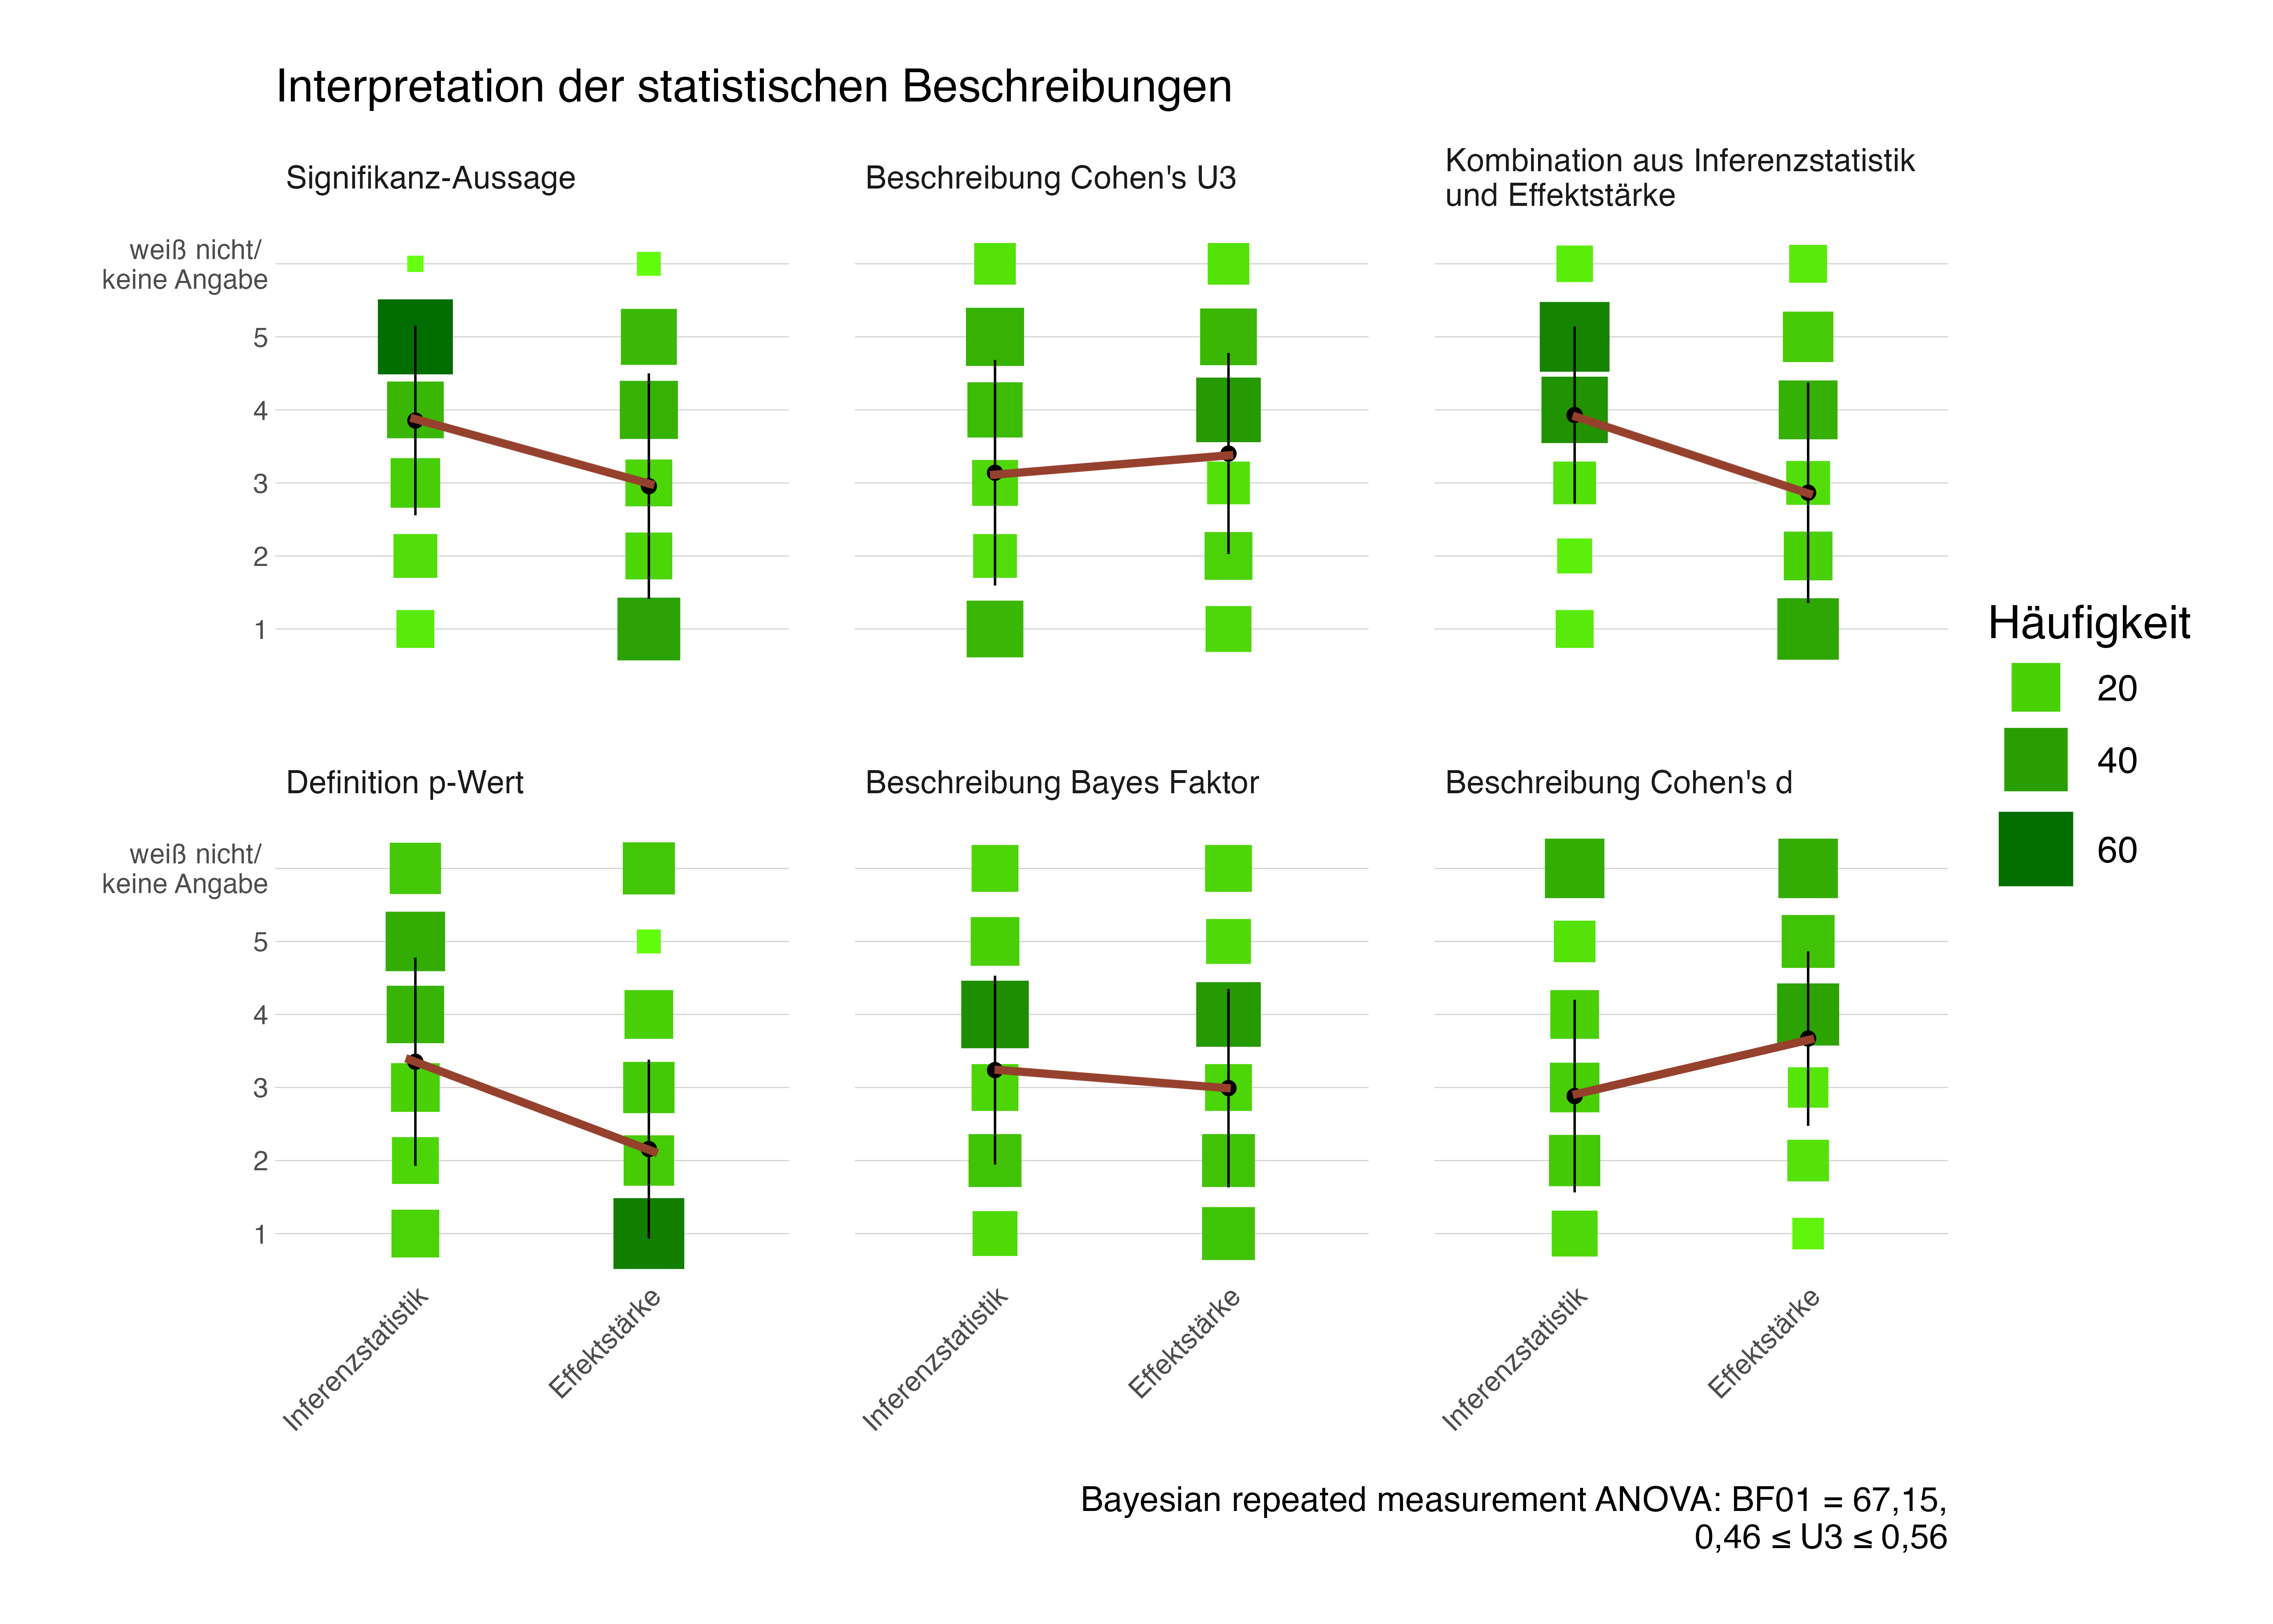 Interpretation der statistischen Beschreibungen
Signifikanz-Aussage
Beschreibung Cohen's U3
Kombination aus Inferenzstatistik
und Effektstärke
weiß nicht/
keine Angabe
5
4
3
2
1
Definition p-Wert
Beschreibung Bayes Faktor
Beschreibung Cohen's d
weiß nicht/
keine Angabe
5
4
3
2
1
Inferenzstatistik
Effektstärke
Inferenzstatistik
Effektstärke
Inferenzstatistik
Effektstärke
Häufigkeit
20
40
60
Bayesian repeated measurement ANOVA: BF01 = 67,15,
0,46 ≤ U3 ≤ 0,56